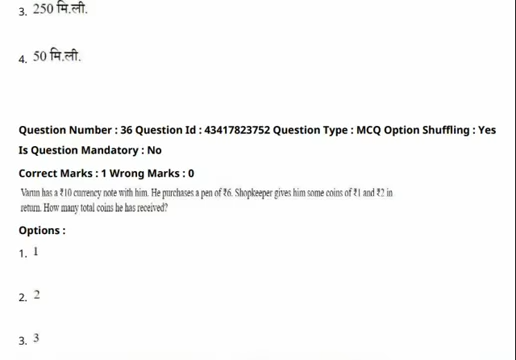 3. 250 मि.ली.
4. 50 मि.ली.
Question Number : 36 Question Id : 43417823752 Question Type : MCQ Option Shuffling : Yes
Is Question Mandatory : No
Correct Marks : 1 Wrong Marks : 0
Varun has a ₹10 currency note with him. He purchases a pen of ₹6. Shopkeeper gives him some coins of ₹1 and ₹2 in
return. How many total coins he has received?
Options :
1. 1
2. 2
3. 3